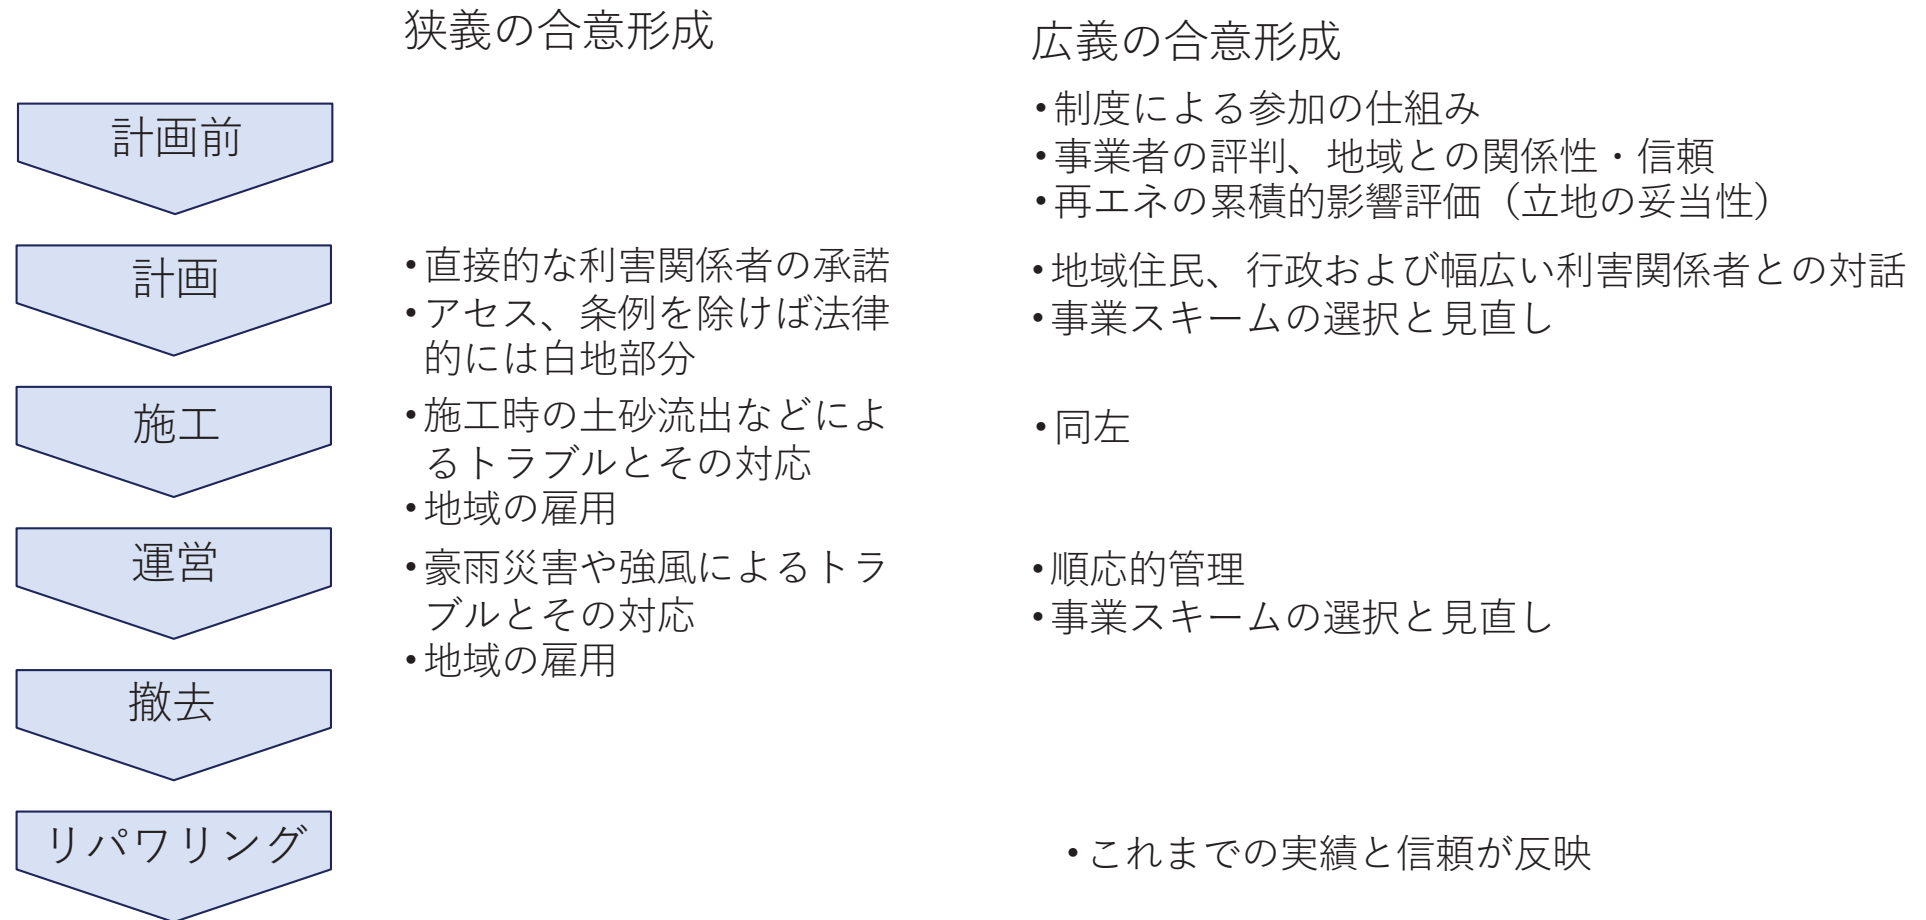 狭義の合意形成
広義の合意形成
計画前
•制度による参加の仕組み
•事業者の評判、地域との関係性・信頼
•再エネの累積的影響評価（立地の妥当性）
計画
•直接的な利害関係者の承諾
•アセス、条例を除けば法律
的には白地部分
•地域住民、行政および幅広い利害関係者との対話
•事業スキームの選択と見直し
施工
•施工時の土砂流出などによ
るトラブルとその対応
•地域の雇用
•同左
運営
•豪雨災害や強風によるトラ
ブルとその対応
•地域の雇用
•順応的管理
•事業スキームの選択と見直し
撤去
リパワリング
•これまでの実績と信頼が反映